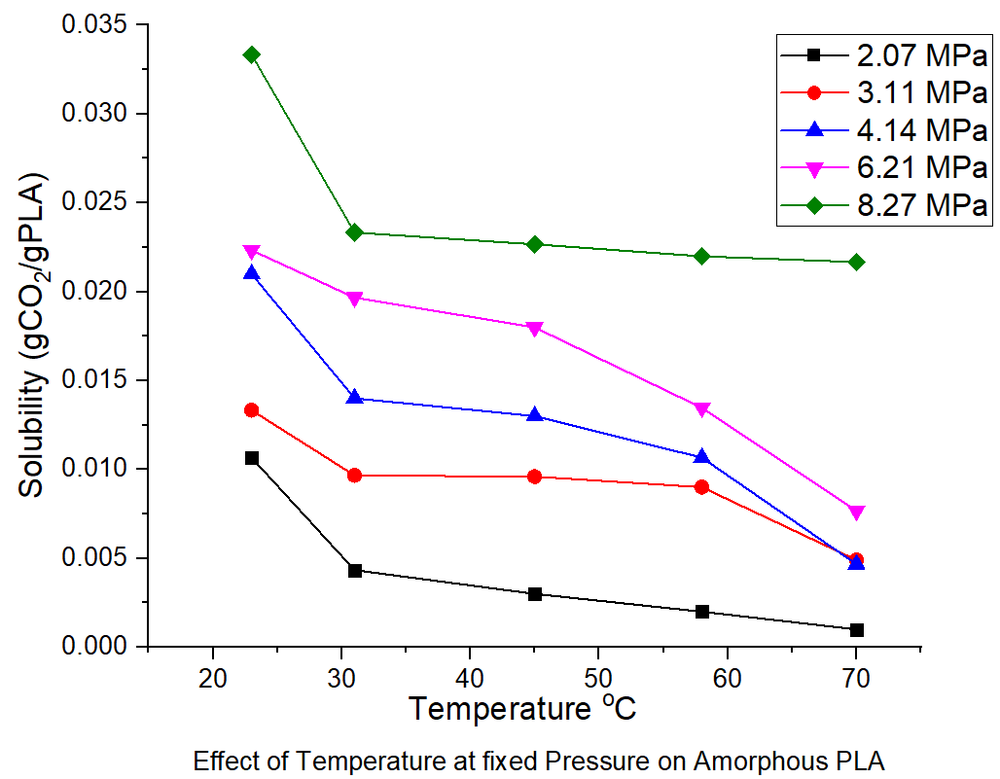 0.035
0.030
0.025
0.020
0.015
0.010
0.005
0.000
Solubility (gCO₂/gPLA)
2.07 MPa
3.11 MPa
4.14 MPa
6.21 MPa
8.27 MPa
20 30 40 50 60 70
Temperature °C
Effect of Temperature at fixed Pressure on Amorphous PLA